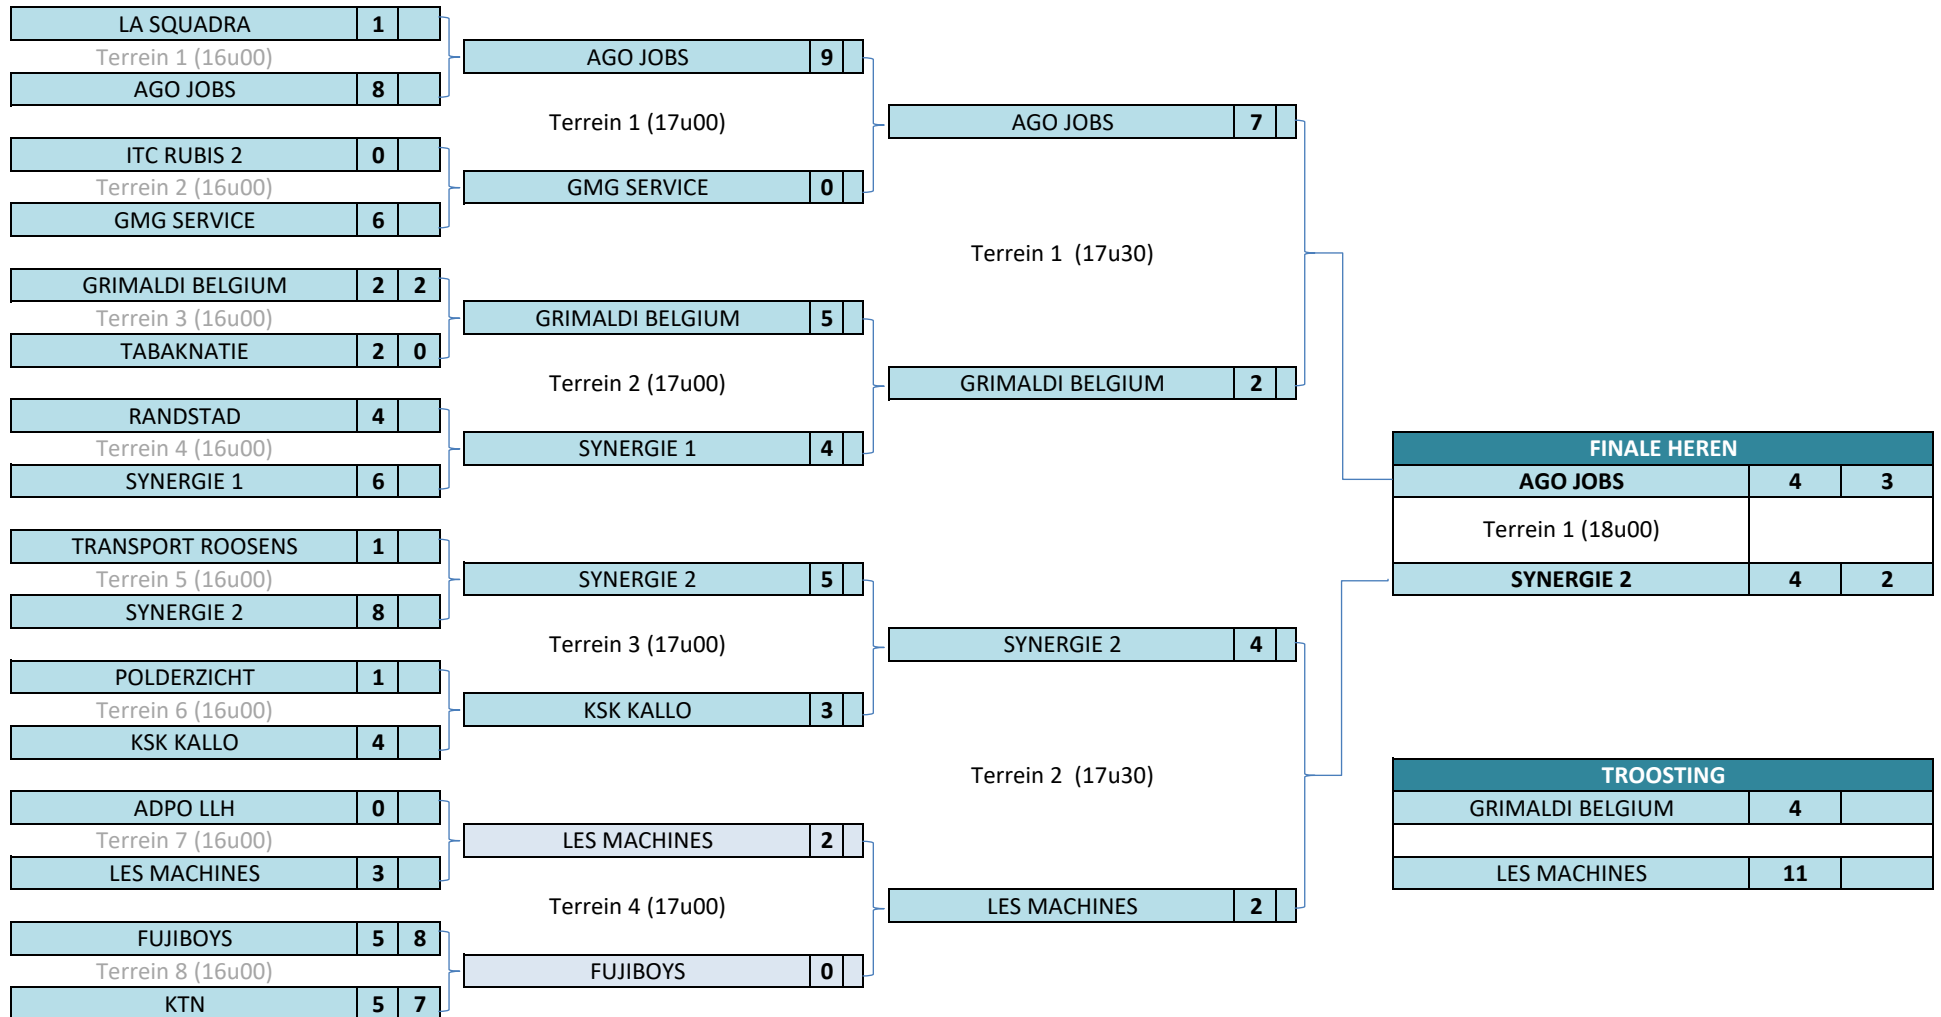 LA SQUADRA 1
Terrein 1 (16u00)
AGO JOBS 8
ITC RUBIS 2 0
Terrein 2 (16u00)
GMG SERVICE 6
GRIMALDI BELGIUM 2 2
Terrein 3 (16u00)
TABAKNATIE 2 0
RANDSTAD 4
Terrein 4 (16u00)
SYNERGIE 1 6
TRANSPORT ROOSENS 1
Terrein 5 (16u00)
SYNERGIE 2 8
POLDERZICHT 1
Terrein 6 (16u00)
KSK KALLO 4
ADPO LLH 0
Terrein 7 (16u00)
LES MACHINES 3
FUJIBOYS 5 8
Terrein 8 (16u00)
KTN 5 7
AGO JOBS 9
Terrein 1 (17u00)
GMG SERVICE 0
GRIMALDI BELGIUM 5
Terrein 2 (17u00)
SYNERGIE 1 4
SYNERGIE 2 5
Terrein 3 (17u00)
KSK KALLO 3
LES MACHINES 2
Terrein 4 (17u00)
FUJIBOYS 0
AGO JOBS 7
Terrein 1 (17u30)
GRIMALDI BELGIUM 2
SYNERGIE 2 4
Terrein 2 (17u30)
LES MACHINES 2
FINALE HEREN
AGO JOBS 4 3
Terrein 1 (18u00)
SYNERGIE 2 4 2
TROOSTING
GRIMALDI BELGIUM 4
LES MACHINES 11